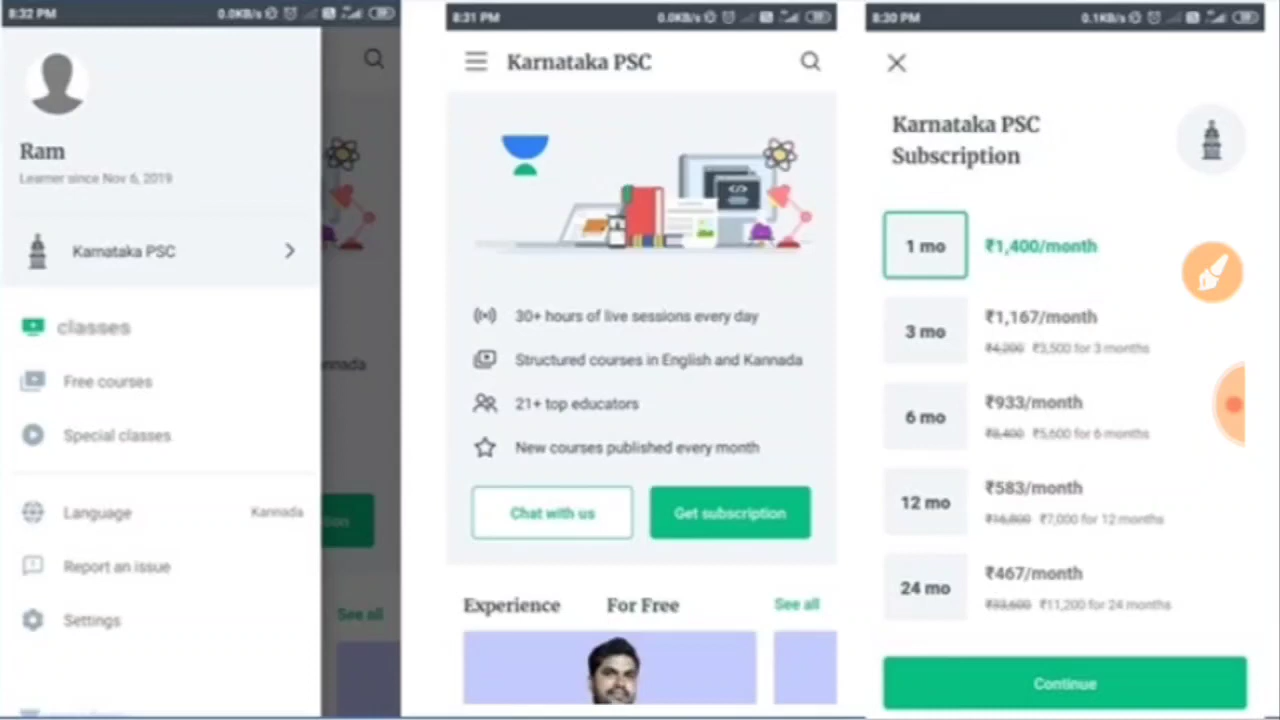 8:32 PM
0.0KB/s
Ram
Learner since Nov 6, 2019
Karnataka PSC
classes
Free courses
Special classes
Language
Kannada
Report an issue
Settings
nnada
See all
8:31 PM
0.0KB/s
Karnataka PSC
30+ hours of live sessions every day
Structured courses in English and Kannada
21+ top educators
New courses published every month
Chat with us
Get subscription
Experience
For Free
See all
8:30 PM
0.1KB/s
Karnataka PSC
Subscription
1 mo
₹1,400/month
3 mo
₹1,167/month
₹4,200 ₹3,500 for 3 months
6 mo
₹933/month
₹8,400 ₹5,600 for 6 months
12 mo
₹583/month
₹16,800 ₹7,000 for 12 months
24 mo
₹467/month
₹33,600 ₹11,200 for 24 months
Continue